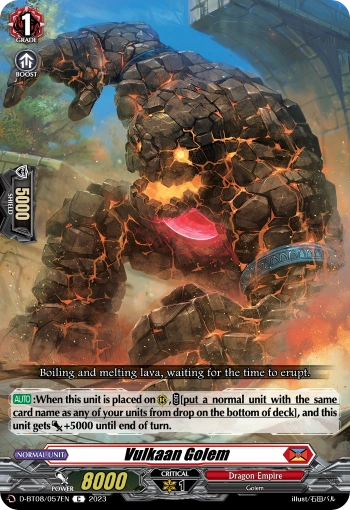 1
GRADE
BOOST
5000
SHIELD
Boiling and melting lava, waiting for the time to erupt.
AUTO:When this unit is placed on (R), [put a normal unit with the
same card name as any of your units from drop on the bottom of deck], and this
unit gets +5000 until end of turn.
NORMAL UNIT
Vulkaan Golem
POWER 8000
CRITICAL
1
Dragon Empire
Golem
D-BT08/057EN C 2023
illust/石田バル